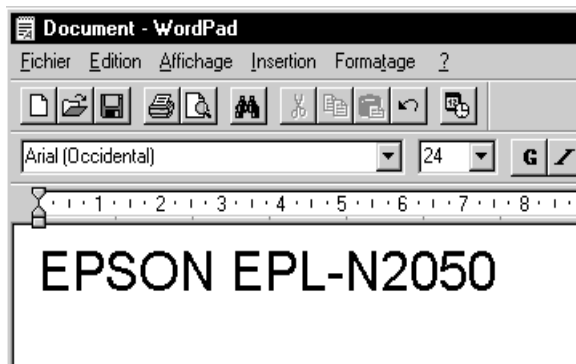 Document - WordPad
Fichier Edition Affichage Insertion Formatage ?
Arial (Occidental) 24 G I
1 2 3 4 5 6 7 8
EPSON EPL-N2050